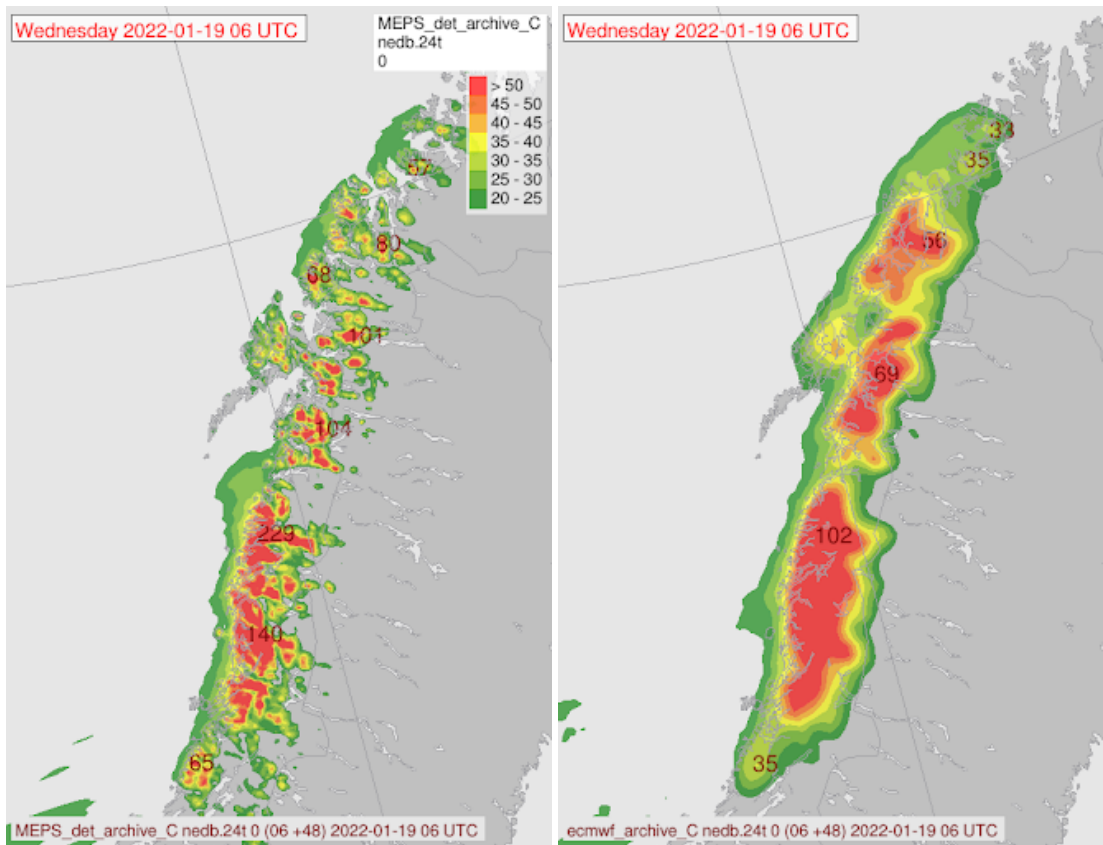 Wednesday 2022-01-19 06 UTC
MEPS_det_archive_C
nedb.24t
0
> 50
45 - 50
40 - 45
35 - 40
30 - 35
25 - 30
20 - 25
57
80
68
101
104
229
140
65
MEPS_det_archive_C nedb.24t 0 (06 +48) 2022-01-19 06 UTC
Wednesday 2022-01-19 06 UTC
33
35
56
69
102
35
ecmwf_archive_C nedb.24t 0 (06 +48) 2022-01-19 06 UTC